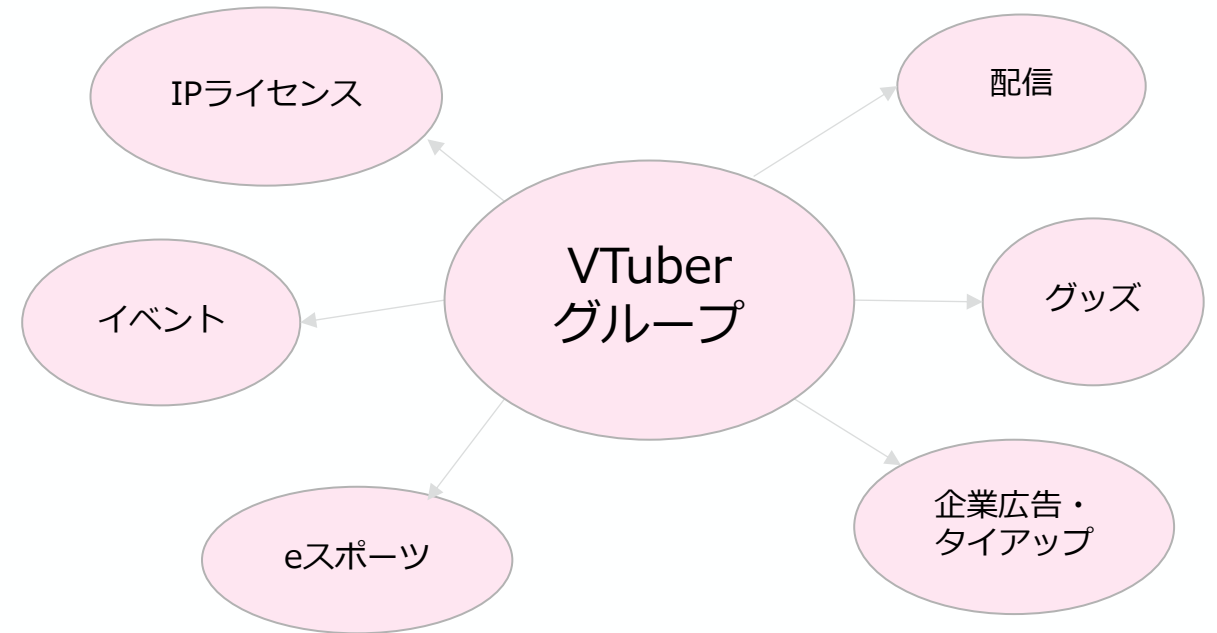 IPライセンス
配信
VTuber
グループ
グッズ
イベント
企業広告・
タイアップ
eスポーツ